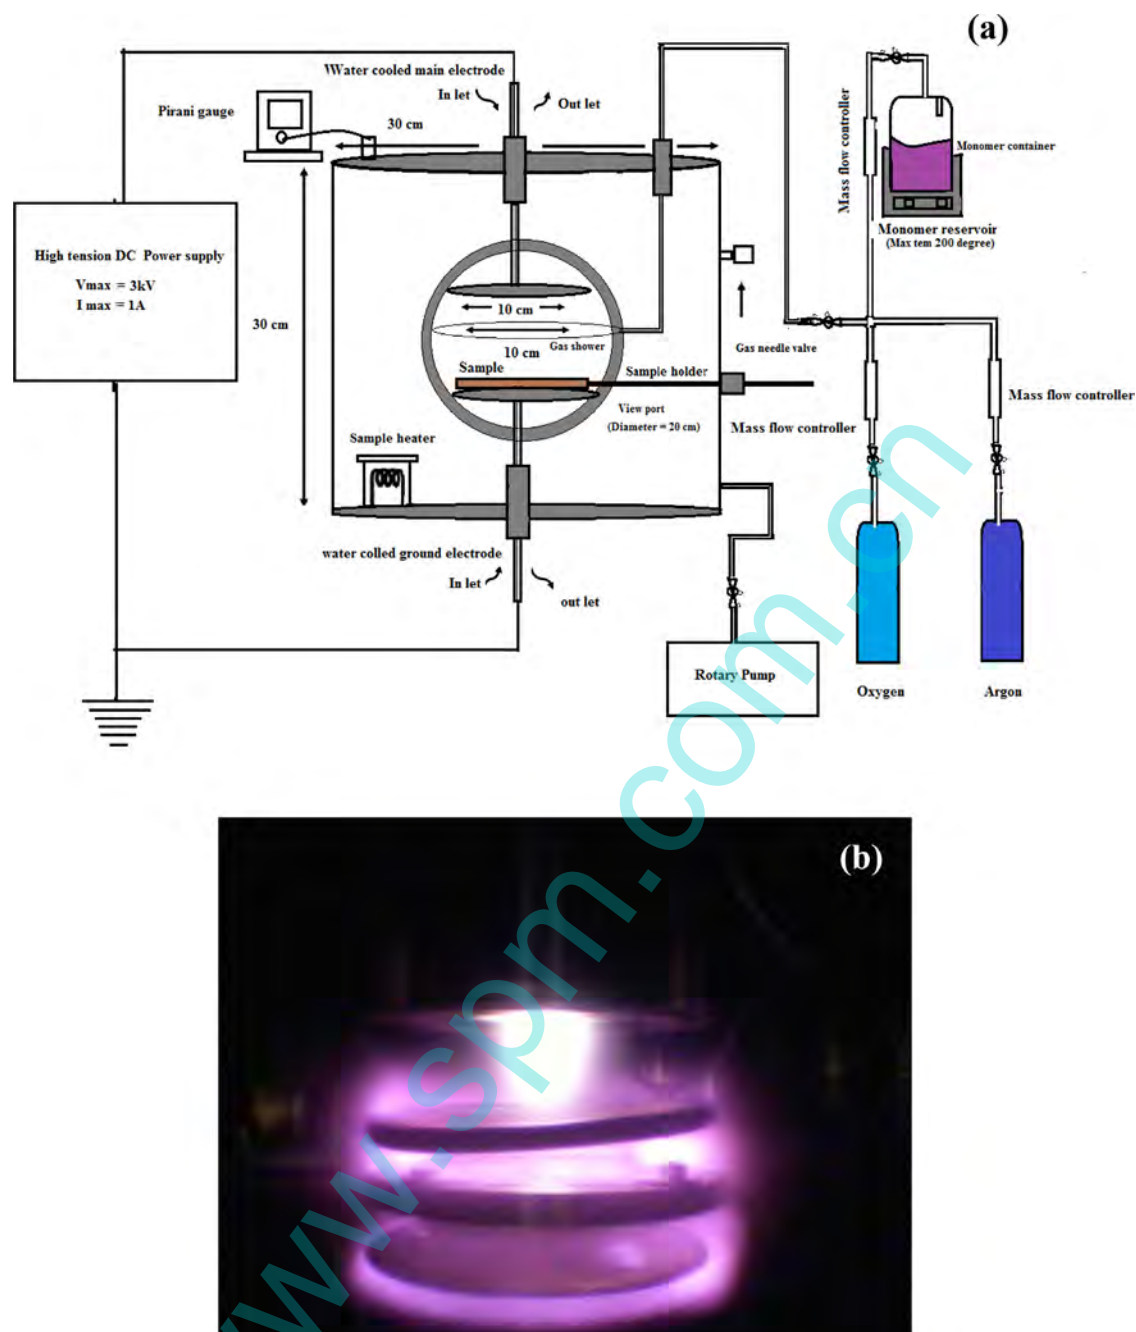 (a)
VWater cooled main electrode
In let
Out let
Pirani gauge
30 cm
Mass flow controller
Monomer container
Monomer reservoir
(Max tem 200 degree)
High tension DC Power supply
Vmax = 3kV
I max = 1A
30 cm
10 cm
Gas shower
10 cm
Gas needle valve
Sample
Sample holder
View port
(Diameter = 20 cm)
Mass flow controller
Mass flow controller
Sample heater
water colled ground electrode
In let
out let
Rotary Pump
Oxygen
Argon
(b)
www.spm.com.cn